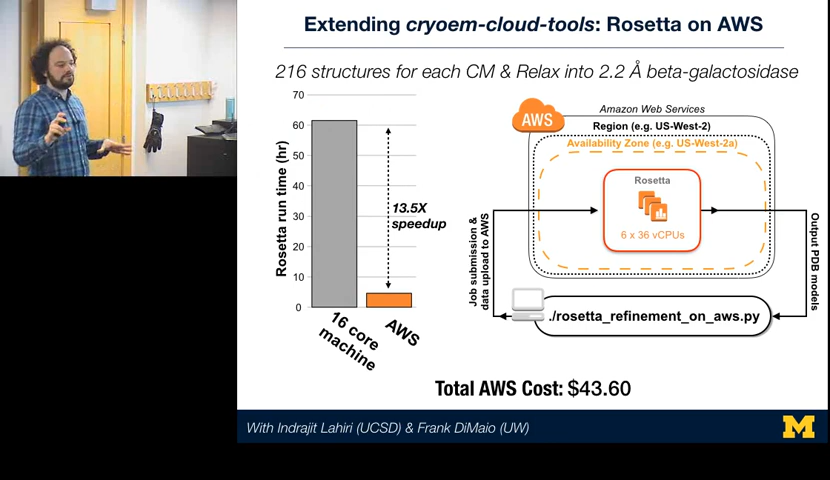 Extending cryoem-cloud-tools: Rosetta on AWS
216 structures for each CM & Relax into 2.2 Å beta-galactosidase
70
60
50
40
30
20
10
0
Rosetta run time (hr)
13.5X
speedup
16 core
machine
AWS
Amazon Web Services
AWS
Region (e.g. US-West-2)
Availability Zone (e.g. US-West-2a)
Rosetta
6 x 36 vCPUs
Job submission &
data upload to AWS
Output PDB models
./rosetta_refinement_on_aws.py
Total AWS Cost: $43.60
With Indrajit Lahiri (UCSD) & Frank DiMaio (UW)
M